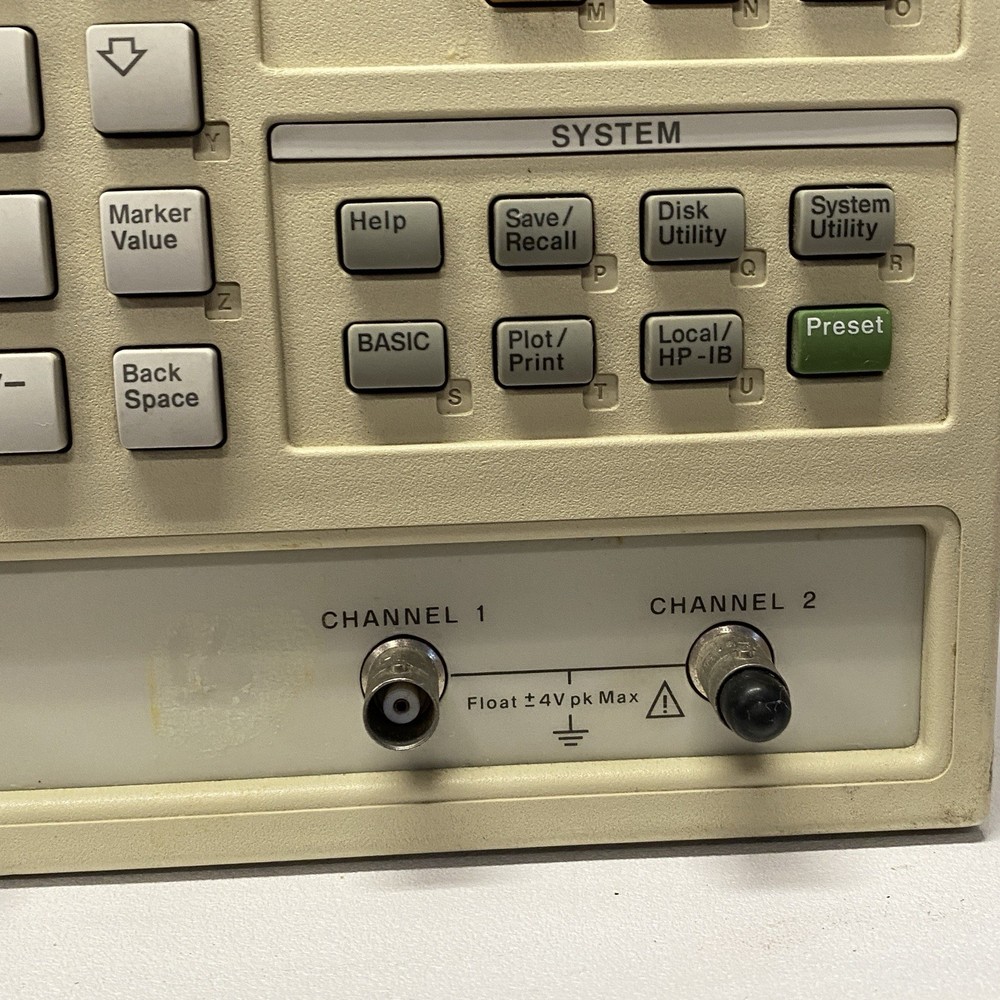 M
N
O
Y
SYSTEM
Marker
Value
Z
Help
Save/
Recall
P
Disk
Utility
Q
System
Utility
R
BASIC
S
Plot/
Print
T
Local/
HP-IB
U
Preset
Back
Space
/−
CHANNEL 1
CHANNEL 2
Float ±4V pk Max